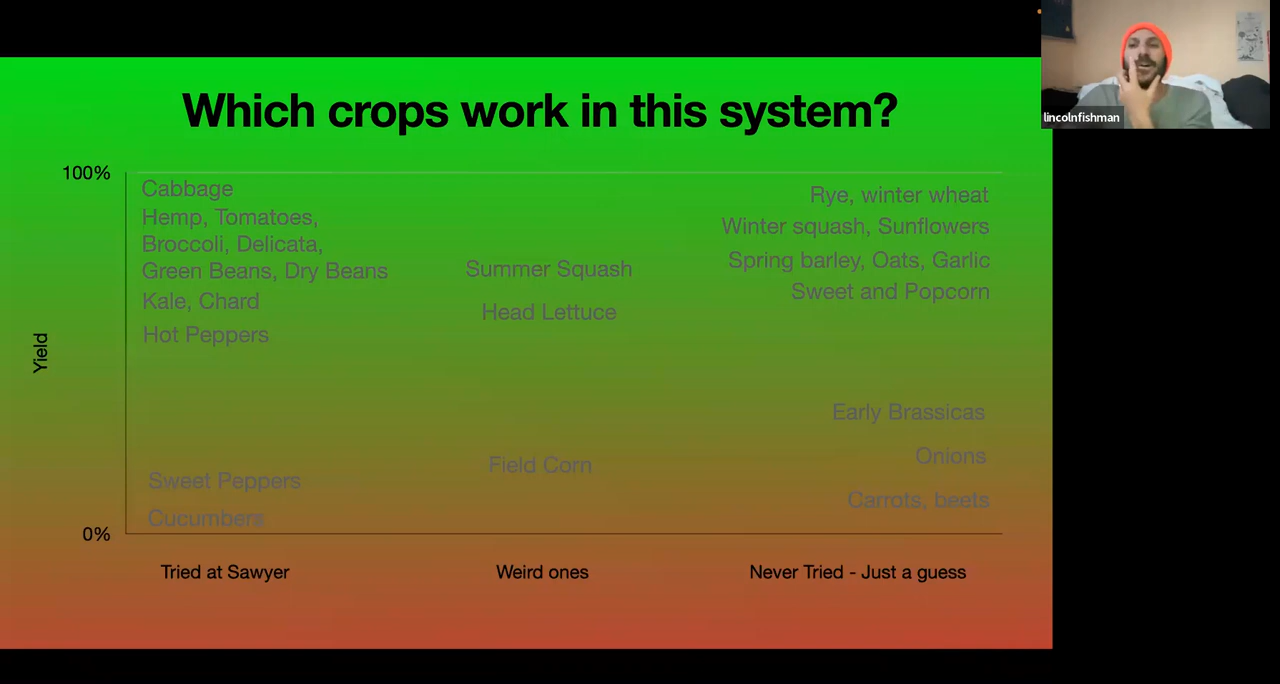 Which crops work in this system?
lincolnfishman
100%
Cabbage
Hemp, Tomatoes,
Broccoli, Delicata,
Green Beans, Dry Beans
Kale, Chard
Hot Peppers
Sweet Peppers
Cucumbers
Summer Squash
Head Lettuce
Field Corn
Rye, winter wheat
Winter squash, Sunflowers
Spring barley, Oats, Garlic
Sweet and Popcorn
Early Brassicas
Onions
Carrots, beets
Yield
0%
Tried at Sawyer
Weird ones
Never Tried - Just a guess